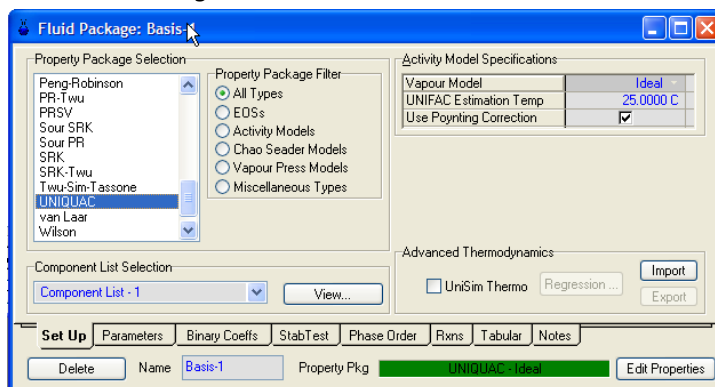 Fluid Package: Basis-1
Property Package Selection
Peng-Robinson
PR-Twu
PRSV
Sour SRK
Sour PR
SRK
SRK-Twu
Twu-Sim-Tassone
UNIQUAC
van Laar
Wilson
Property Package Filter
All Types
EOSs
Activity Models
Chao Seader Models
Vapour Press Models
Miscellaneous Types
Component List Selection
Component List - 1
View...
Activity Model Specifications
Vapour Model Ideal
UNIFAC Estimation Temp 25.0000 C
Use Poynting Correction
Advanced Thermodynamics
UniSim Thermo
Regression ...
Import
Export
Set Up Parameters Binary Coeffs StabTest Phase Order Rxns Tabular Notes
Delete Name Basis-1 Property Pkg UNIQUAC - Ideal Edit Properties